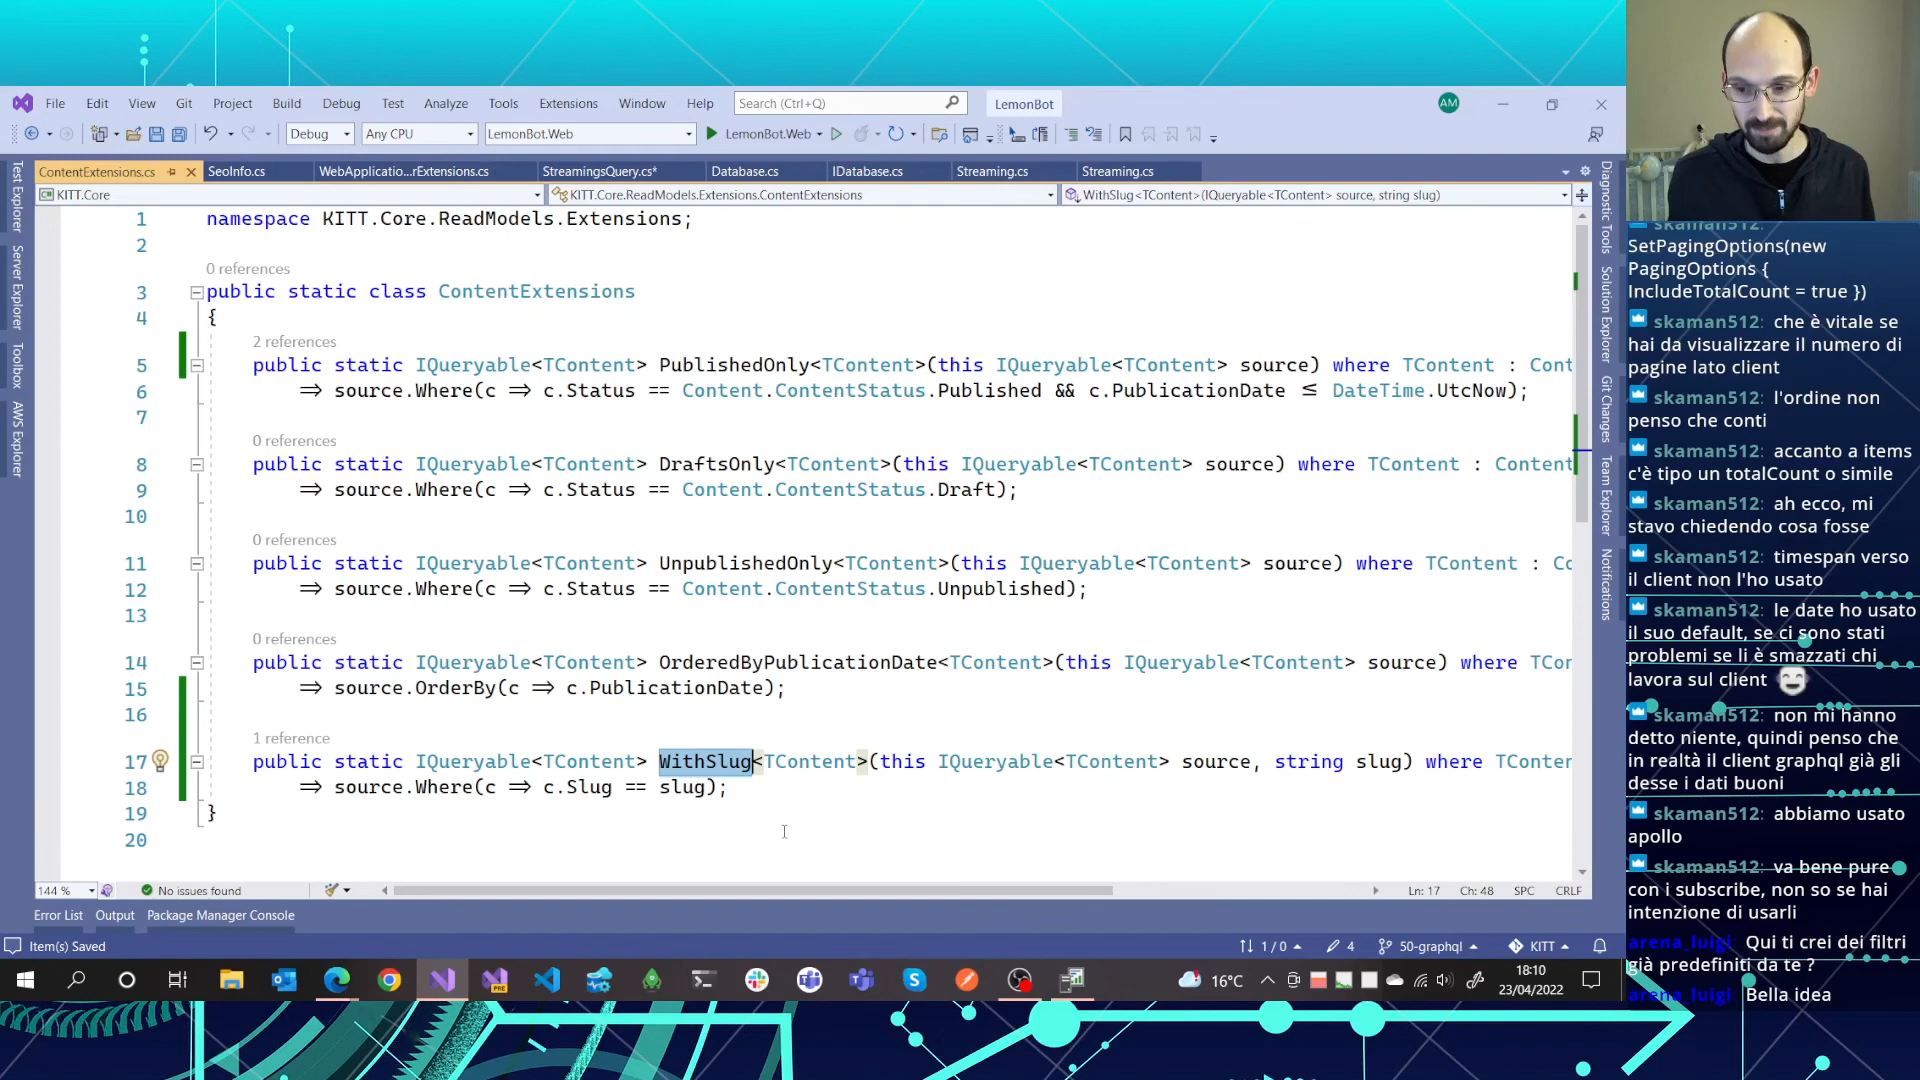 File Edit View Git Project Build Debug Test Analyze Tools Extensions Window Help Search (Ctrl+Q) LemonBot AM
Debug Any CPU LemonBot.Web LemonBot.Web
ContentExtensions.cs SeoInfo.cs WebApplicatio...rExtensions.cs StreamingsQuery.cs* Database.cs IDatabase.cs Streaming.cs Streaming.cs
KITT.Core KITT.Core.ReadModels.Extensions.ContentExtensions WithSlug<TContent>(IQueryable<TContent> source, string slug)
Test Explorer
Server Explorer
Toolbox
AWS Explorer
1 namespace KITT.Core.ReadModels.Extensions;
2
0 references
3 public static class ContentExtensions
4 {
2 references
5 public static IQueryable<TContent> PublishedOnly<TContent>(this IQueryable<TContent> source) where TContent : Cont
6 => source.Where(c => c.Status == Content.ContentStatus.Published && c.PublicationDate <= DateTime.UtcNow);
7
0 references
8 public static IQueryable<TContent> DraftsOnly<TContent>(this IQueryable<TContent> source) where TContent : Content
9 => source.Where(c => c.Status == Content.ContentStatus.Draft);
10
0 references
11 public static IQueryable<TContent> UnpublishedOnly<TContent>(this IQueryable<TContent> source) where TContent : Co
12 => source.Where(c => c.Status == Content.ContentStatus.Unpublished);
13
0 references
14 public static IQueryable<TContent> OrderedByPublicationDate<TContent>(this IQueryable<TContent> source) where TCon
15 => source.OrderBy(c => c.PublicationDate);
16
1 reference
17 public static IQueryable<TContent> WithSlug<TContent>(this IQueryable<TContent> source, string slug) where TConten
18 => source.Where(c => c.Slug == slug);
19 }
20
Diagnostic Tools
Solution Explorer
Git Changes
Team Explorer
Notifications
144 % No issues found Ln: 17 Ch: 48 SPC CRLF
Error List Output Package Manager Console
Item(s) Saved 1 / 0 4 50-graphql KITT
PRE 16°C 18:10
23/04/2022
skaman512:
SetPagingOptions(new
PagingOptions {
IncludeTotalCount = true })
skaman512: che è vitale se
hai da visualizzare il numero di
pagine lato client
skaman512: l'ordine non
penso che conti
skaman512: accanto a items
c'è tipo un totalCount o simile
skaman512: ah ecco, mi
stavo chiedendo cosa fosse
skaman512: timespan verso
il client non l'ho usato
skaman512: le date ho usato
il suo default, se ci sono stati
problemi se li è smazzati chi
lavora sul client
skaman512: non mi hanno
detto niente, quindi penso che
in realtà il client graphql già gli
desse i dati buoni
skaman512: abbiamo usato
apollo
skaman512: va bene pure
con i subscribe, non so se hai
intenzione di usarli
arena_luigi: Qui ti crei dei filtri
già predefiniti da te ?
arena_luigi: Bella idea